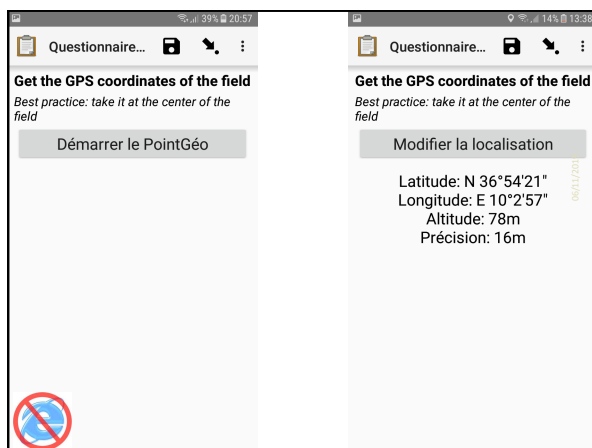 39% 20:57
Questionnaire...
Get the GPS coordinates of the field
Best practice: take it at the center of the
field
Démarrer le PointGéo
14% 13:38
Questionnaire...
Get the GPS coordinates of the field
Best practice: take it at the center of the
field
Modifier la localisation
Latitude: N 36°54'21"
Longitude: E 10°2'57"
Altitude: 78m
Précision: 16m